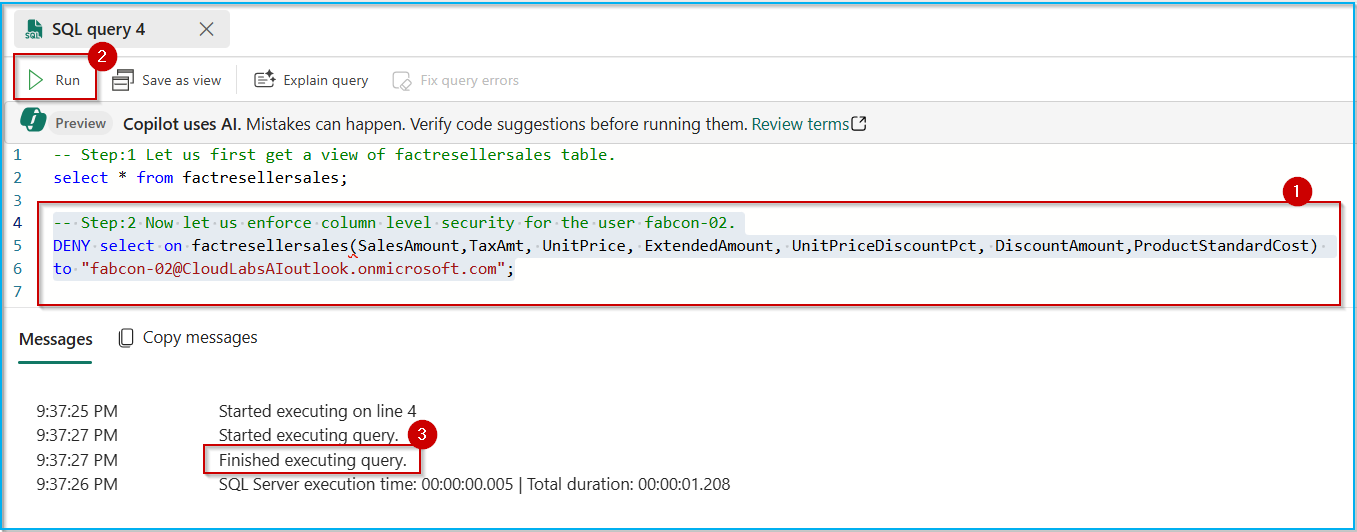 SQL query 4
2
Run
Save as view
Explain query
Fix query errors
Preview
Copilot uses AI. Mistakes can happen. Verify code suggestions before running them. Review terms
1 -- Step:1 Let us first get a view of factresellersales table.
2 select * from factresellersales;
3
1
4 -- Step:2 Now let us enforce column level security for the user fabcon-02.
5 DENY select on factresellersales(SalesAmount,TaxAmt, UnitPrice, ExtendedAmount, UnitPriceDiscountPct, DiscountAmount,ProductStandardCost)
6 to "fabcon-02@CloudLabsAIoutlook.onmicrosoft.com";
7
Messages
Copy messages
9:37:25 PM Started executing on line 4
9:37:27 PM Started executing query.
3
9:37:27 PM Finished executing query.
9:37:26 PM SQL Server execution time: 00:00:00.005 | Total duration: 00:00:01.208